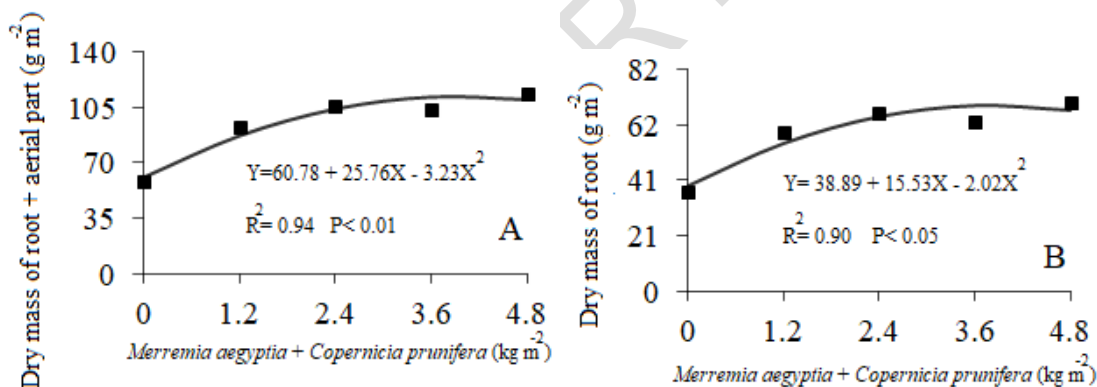 Dry mass of root + aerial part (g m-2)
140
105
70
35
0
Y=60.78 + 25.76X - 3.23X2
R2= 0.94 P< 0.01
A
0 1.2 2.4 3.6 4.8
Merremia aegyptia + Copernicia prunifera (kg m-2)
Dry mass of root (g m-2)
82
62
41
21
0
Y= 38.89 + 15.53X - 2.02X2
R2= 0.90 P< 0.05
B
0 1.2 2.4 3.6 4.8
Merremia aegyptia + Copernicia prunifera (kg m-2)